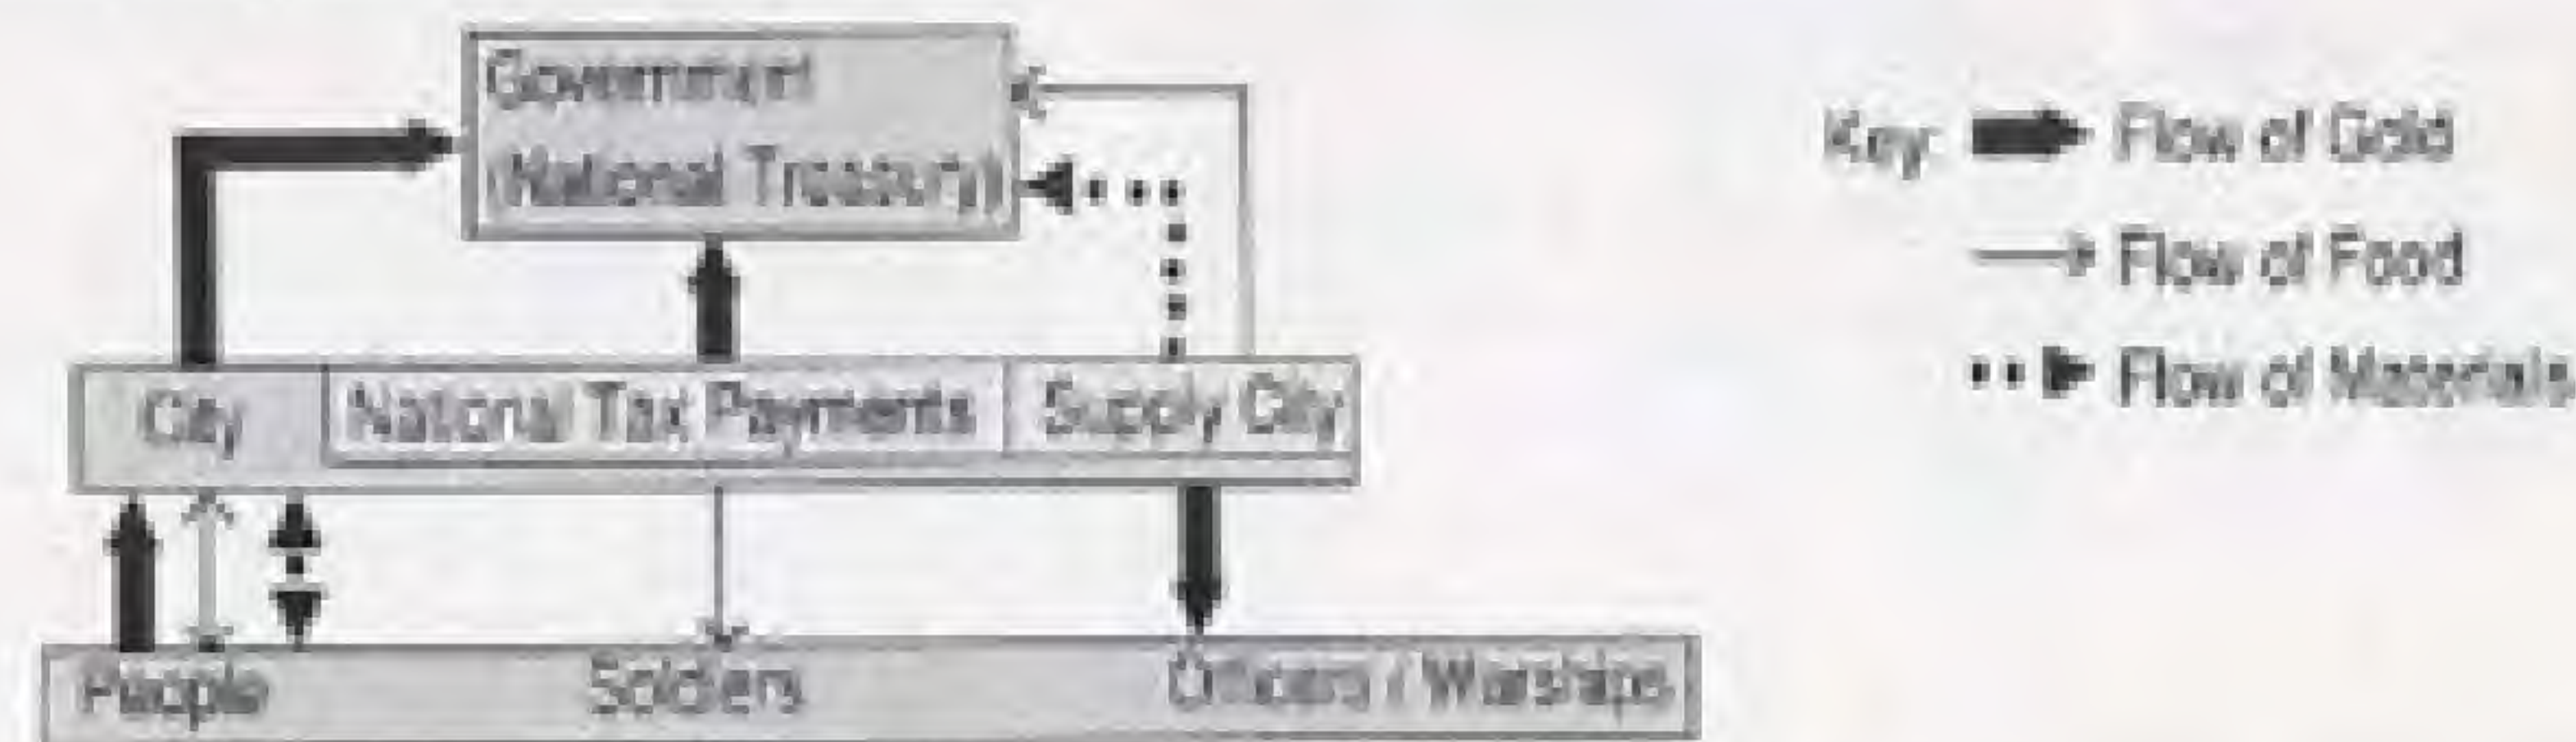 Government
(National Treasury)
Key: Flow of Gold
Flow of Food
Flow of Materials
City
National Tax Payments
Supply City
People
Soldiers
Officers / Warships